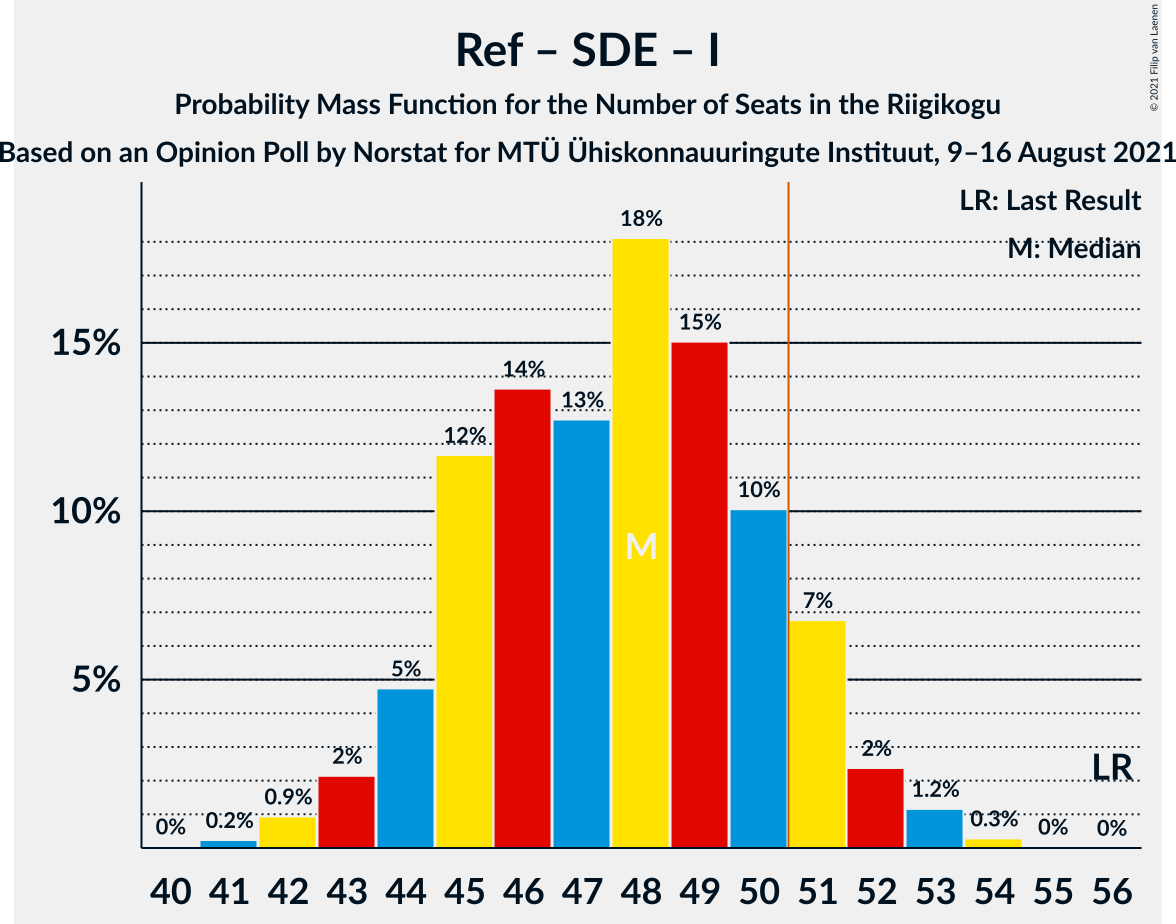 Ref – SDE – I
Probability Mass Function for the Number of Seats in the Riigikogu
Based on an Opinion Poll by Norstat for MTÜ Ühiskonnauuringute Instituut, 9–16 August 2021
© 2021 Filip van Laenen
LR: Last Result
M: Median
18%
15%
15%
14%
13%
12%
10%
10%
M
7%
5%
5%
2%
2%
LR
1.2%
0.9%
0.3%
0.2%
0%
0%
0%
40 41 42 43 44 45 46 47 48 49 50 51 52 53 54 55 56